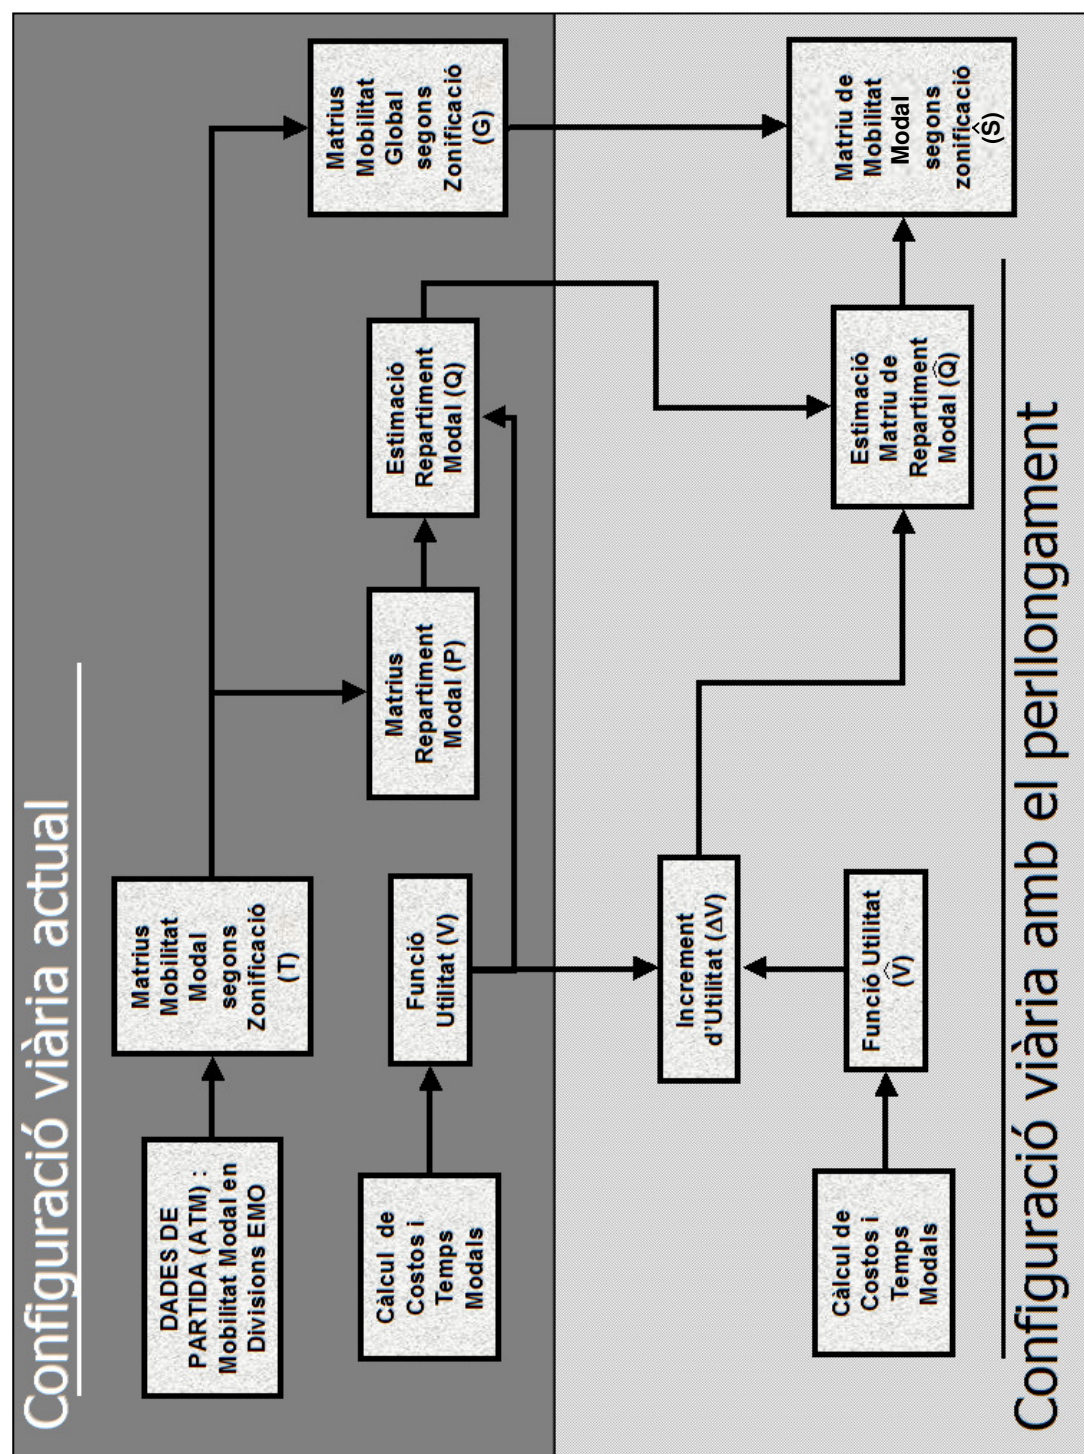 Configuració viària actual
DADES DE
PARTIDA (ATM) :
Mobilitat Modal en
Divisions EMO
Matrius
Mobilitat
Modal
segons
Zonificació
(T)
Matrius
Mobilitat
Global
segons
Zonificació
(G)
Càlcul de
Costos i
Temps
Modals
Funció
Utilitat (V)
Matrius
Repartiment
Modal (P)
Estimació
Repartiment
Modal (Q)
Increment
d'Utilitat (ΔV)
Càlcul de
Costos i
Temps
Modals
Funció Utilitat
(V̂)
Estimació
Matriu de
Repartiment
Modal (Q̂)
Matriu de
Mobilitat
Modal
segons
zonificació
(Ŝ)
Configuració viària amb el perllongament